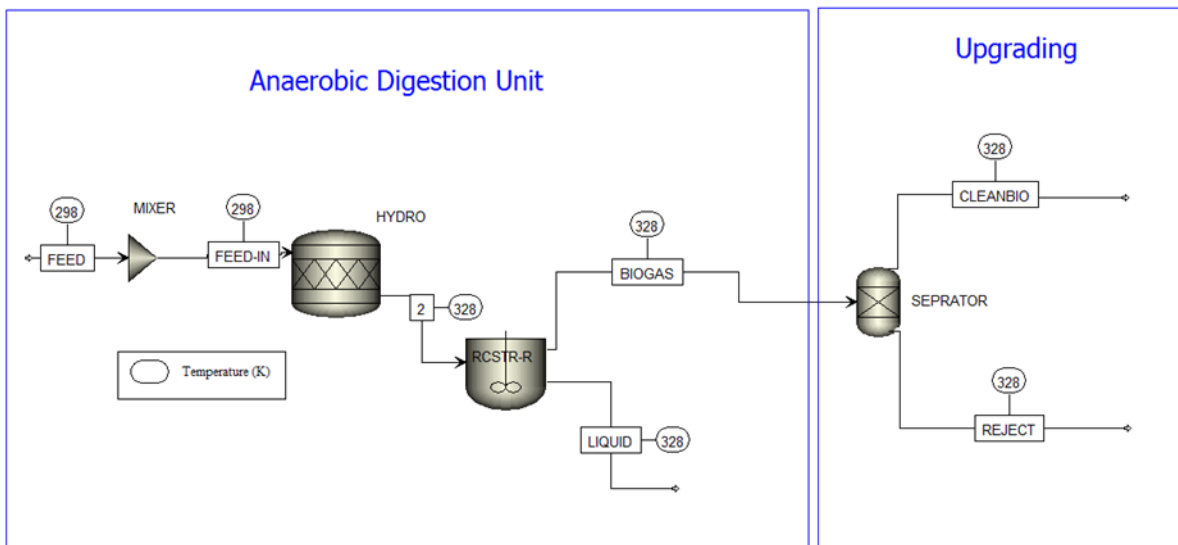 Anaerobic Digestion Unit
Upgrading
298
FEED
MIXER
298
FEED-IN
HYDRO
2
328
RCSTR-R
328
BIOGAS
LIQUID
328
SEPRATOR
328
CLEANBIO
328
REJECT
Temperature (K)